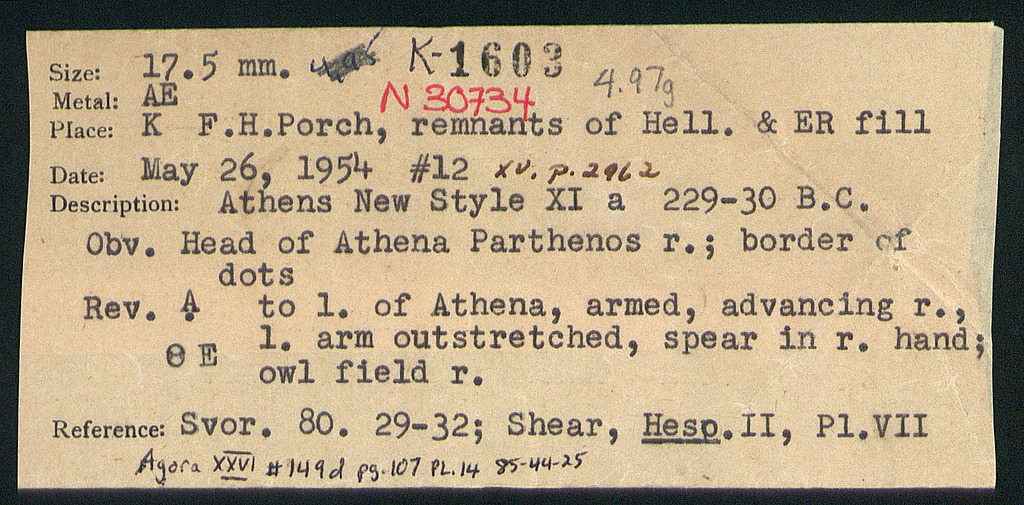 Size: 17.5 mm. K-1603 4.97g
Metal: AE N 30734
Place: K F.H.Porch, remnants of Hell. & ER fill
Date: May 26, 1954 #12 XV. p. 2962
Description: Athens New Style XI a 229-30 B.C.
Obv. Head of Athena Parthenos r.; border of
dots
Rev. A to l. of Athena, armed, advancing r.,
Θ E l. arm outstretched, spear in r. hand;
owl field r.
Reference: Svor. 80. 29-32; Shear, Hesp.II, Pl.VII
Agora XXVI #149d pg.107 PL.14 85-44-25